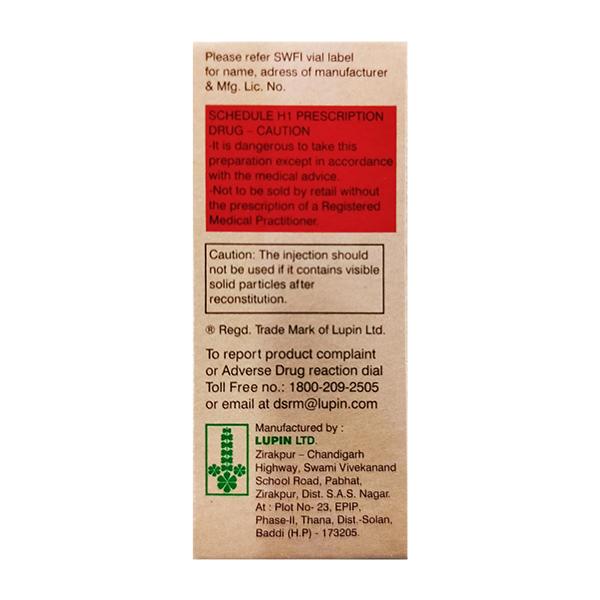 Please refer SWFI vial label
for name, adress of manufacturer
& Mfg. Lic. No.
SCHEDULE H1 PRESCRIPTION
DRUG – CAUTION
-It is dangerous to take this
preparation except in accordance
with the medical advice.
-Not to be sold by retail without
the prescription of a Registered
Medical Practitioner.
Caution: The injection should
not be used if it contains visible
solid particles after
reconstitution.
® Regd. Trade Mark of Lupin Ltd.
To report product complaint
or Adverse Drug reaction dial
Toll Free no.: 1800-209-2505
or email at dsrm@lupin.com
Manufactured by :
LUPIN LTD.
Zirakpur – Chandigarh
Highway, Swami Vivekanand
School Road, Pabhat,
Zirakpur, Dist. S.A.S. Nagar.
At : Plot No- 23, EPIP,
Phase-II, Thana, Dist.-Solan,
Baddi (H.P) - 173205.